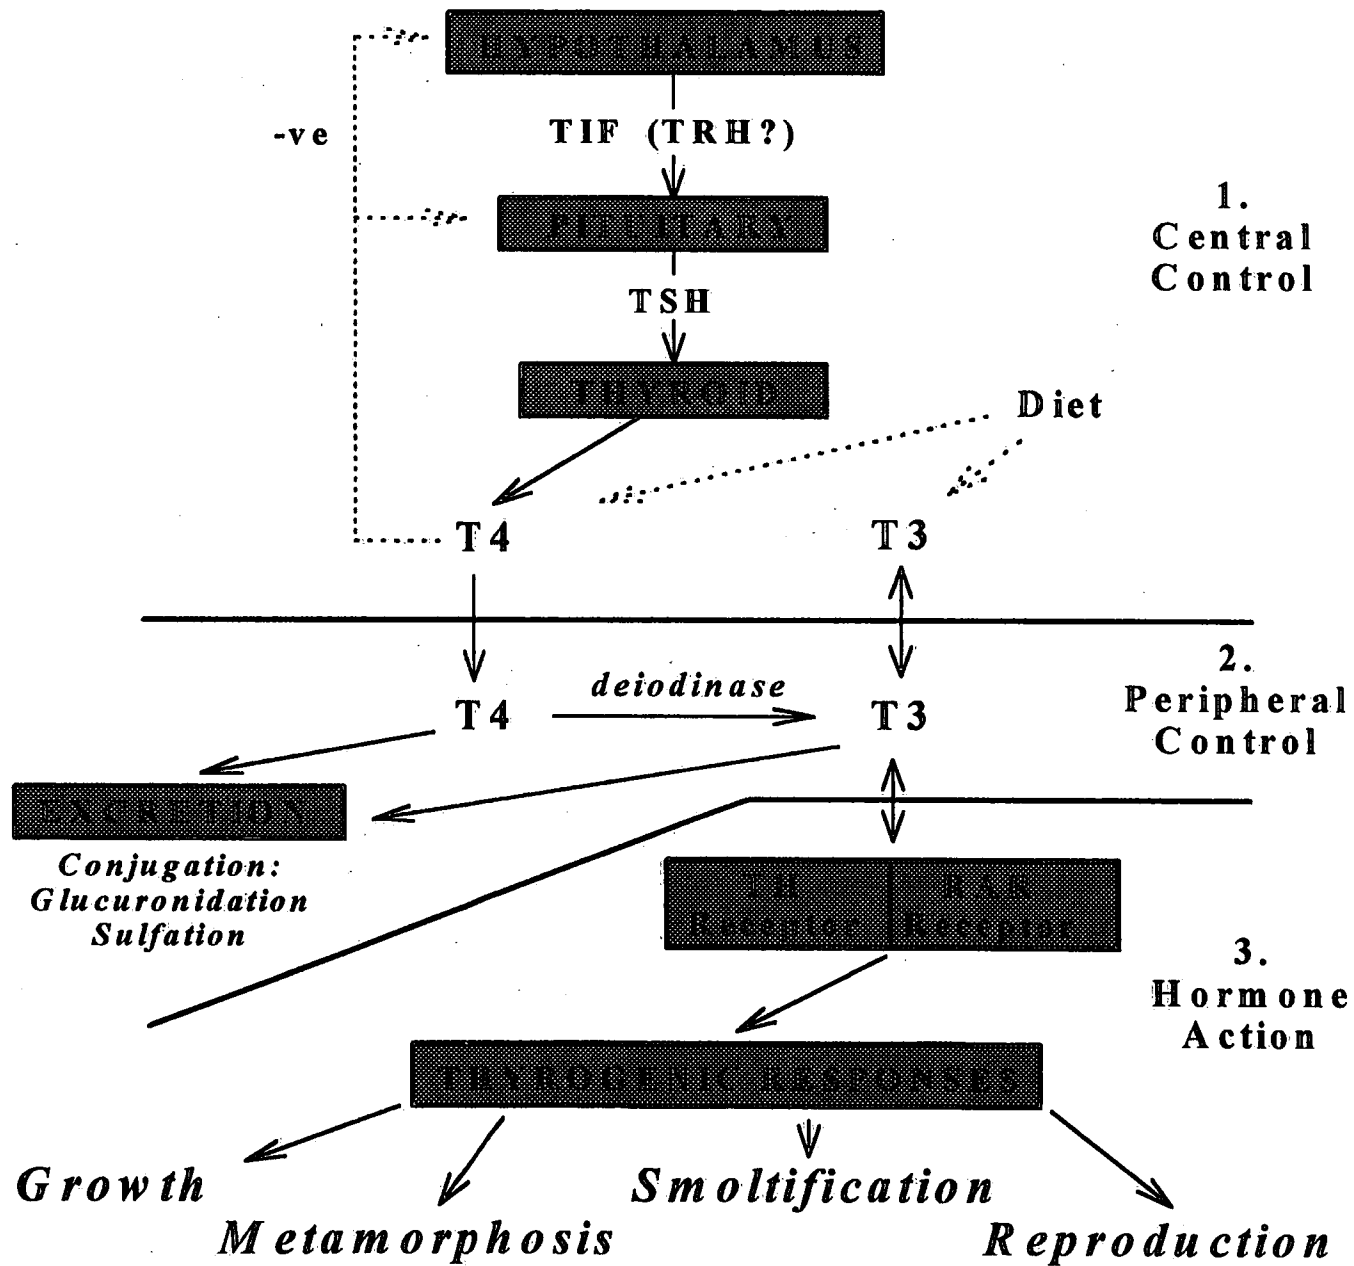 HYPOTHALAMUS
-ve
TIF (TRH?)
PITUITARY
1.
Central
Control
TSH
THYROID
Diet
T4
T3
2.
Peripheral
Control
deiodinase
T4
T3
EXCRETION
Conjugation:
Glucuronidation
Sulfation
TH
Receptor
RAR
Receptor
3.
Hormone
Action
THYROGENIC RESPONSES
Growth
Metamorphosis
Smoltification
Reproduction